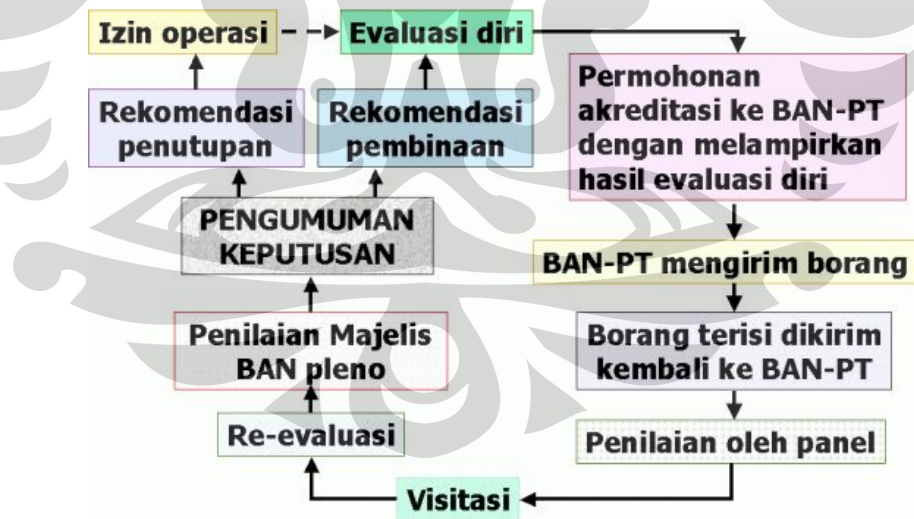 Izin operasi
Evaluasi diri
Permohonan
akreditasi ke BAN-PT
dengan melampirkan
hasil evaluasi diri
Rekomendasi
penutupan
Rekomendasi
pembinaan
PENGUMUMAN
KEPUTUSAN
BAN-PT mengirim borang
Penilaian Majelis
BAN pleno
Borang terisi dikirim
kembali ke BAN-PT
Re-evaluasi
Penilaian oleh panel
Visitasi